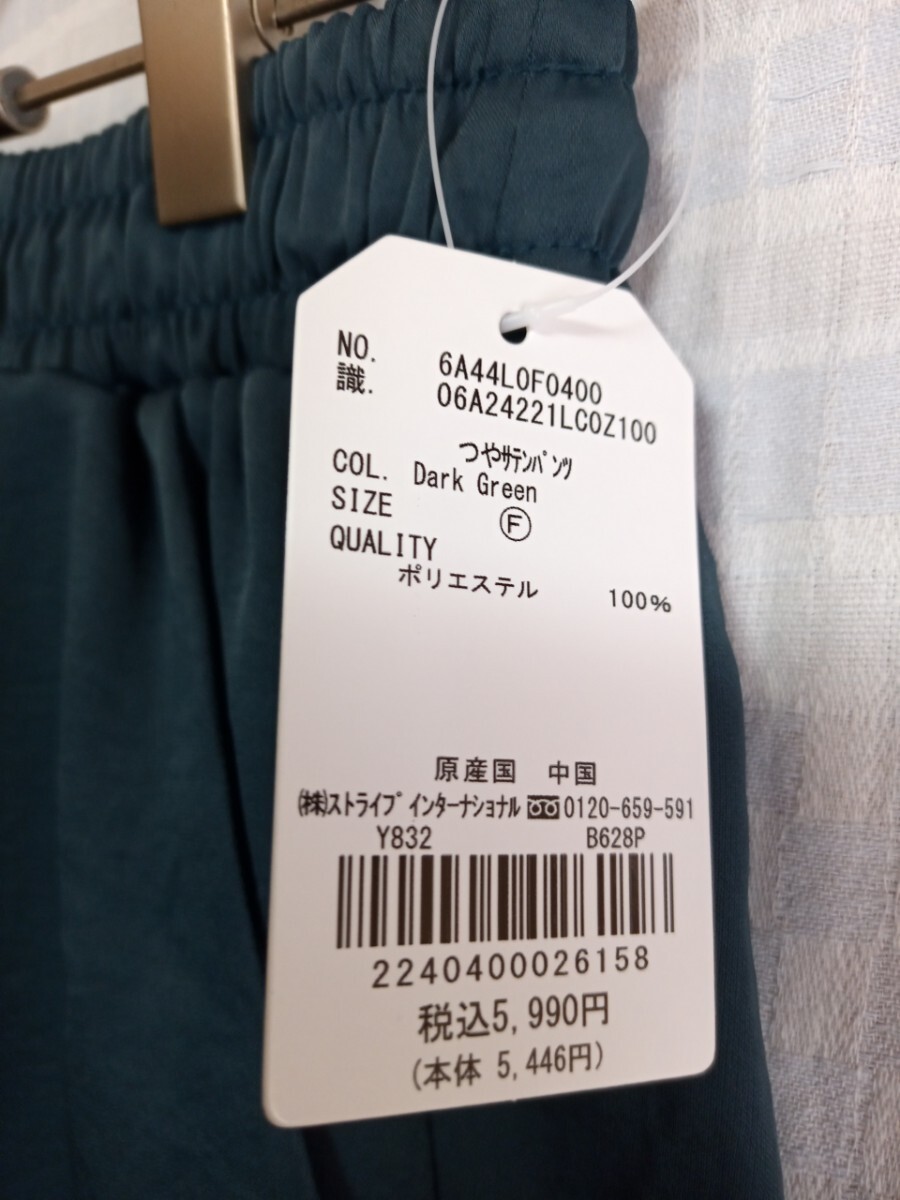 NO. 6A44L0F0400
識. 06A24221LC0Z100
つやｻﾃﾝﾊﾟﾝﾂ
COL. Dark Green
SIZE Ⓕ
QUALITY
ポリエステル 100%
原産国 中国
㈱ｽﾄﾗｲﾌﾟｲﾝﾀｰﾅｼｮﾅﾙ 0120-659-591
Y832 B628P
2240400026158
税込5,990円
(本体 5,446円)